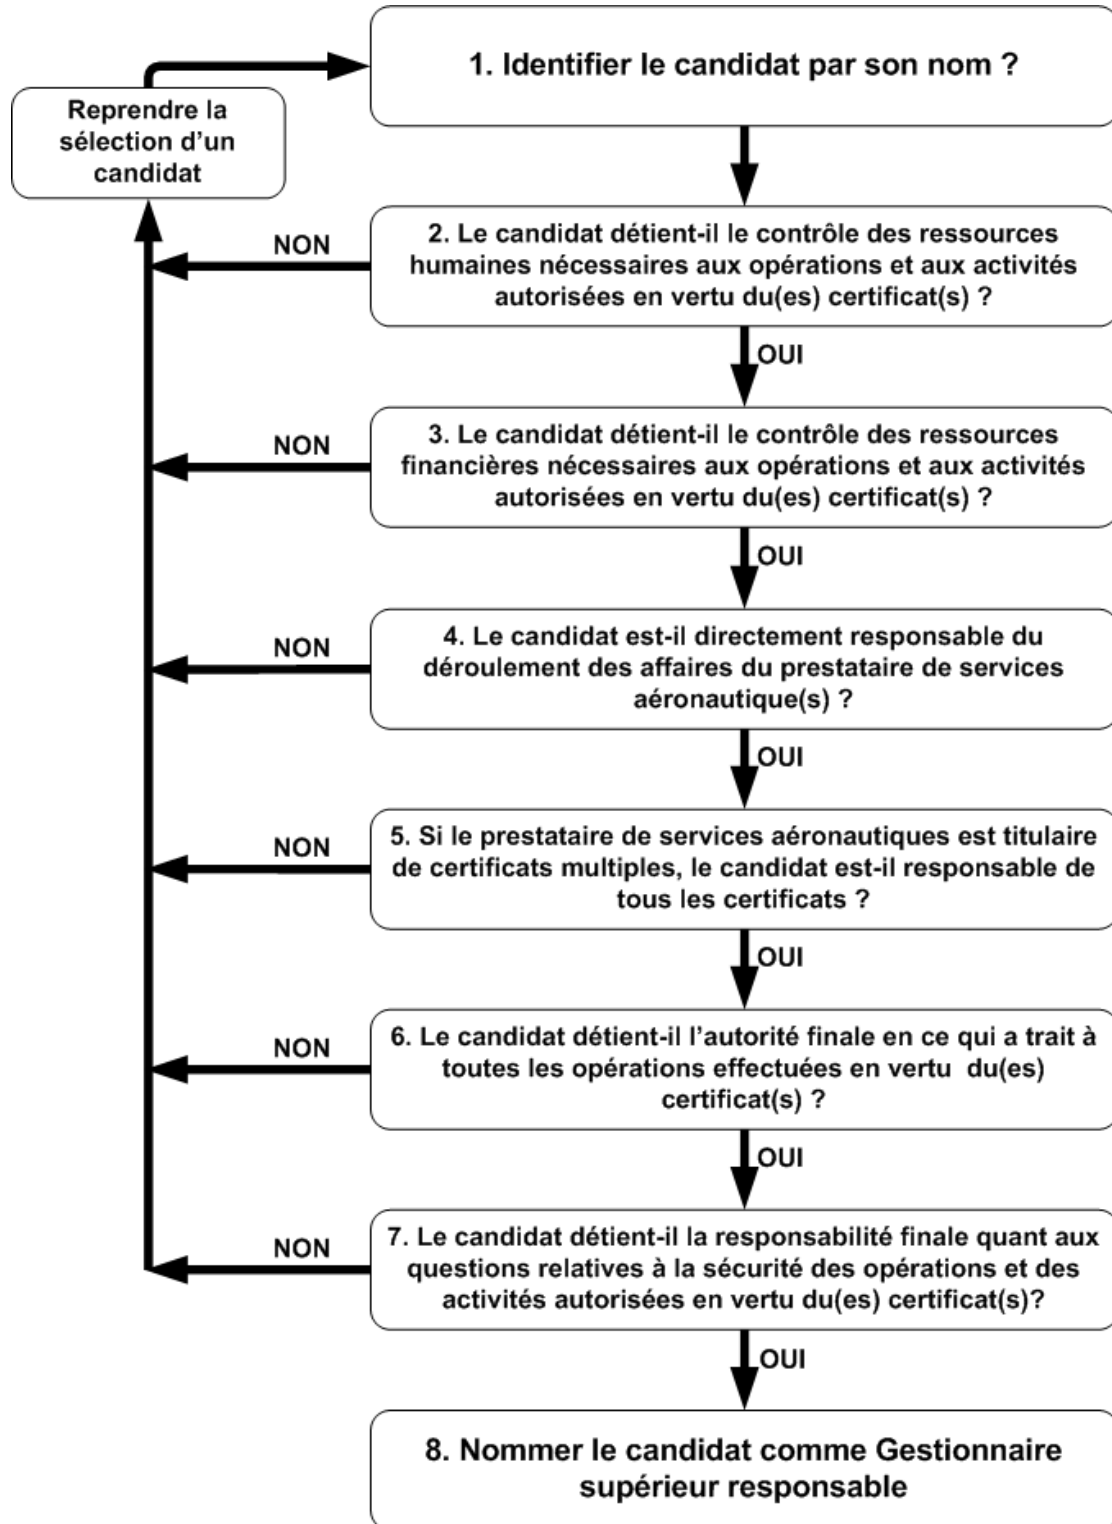 1. Identifier le candidat par son nom ?
Reprendre la
sélection d'un
candidat
2. Le candidat détient-il le contrôle des ressources
humaines nécessaires aux opérations et aux activités
autorisées en vertu du(es) certificat(s) ?
NON
OUI
3. Le candidat détient-il le contrôle des ressources
financières nécessaires aux opérations et aux activités
autorisées en vertu du(es) certificat(s) ?
NON
OUI
4. Le candidat est-il directement responsable du
déroulement des affaires du prestataire de services
aéronautique(s) ?
NON
OUI
5. Si le prestataire de services aéronautiques est titulaire
de certificats multiples, le candidat est-il responsable de
tous les certificats ?
NON
OUI
6. Le candidat détient-il l'autorité finale en ce qui a trait à
toutes les opérations effectuées en vertu du(es)
certificat(s) ?
NON
OUI
7. Le candidat détient-il la responsabilité finale quant aux
questions relatives à la sécurité des opérations et des
activités autorisées en vertu du(es) certificat(s)?
NON
OUI
8. Nommer le candidat comme Gestionnaire
supérieur responsable